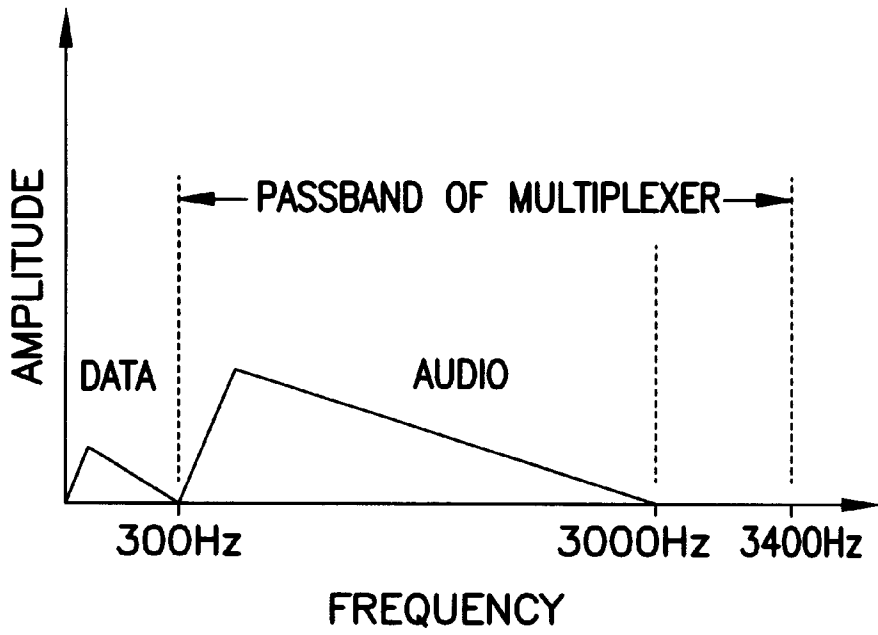 AMPLITUDE
PASSBAND OF MULTIPLEXER
DATA
AUDIO
300Hz
3000Hz
3400Hz
FREQUENCY